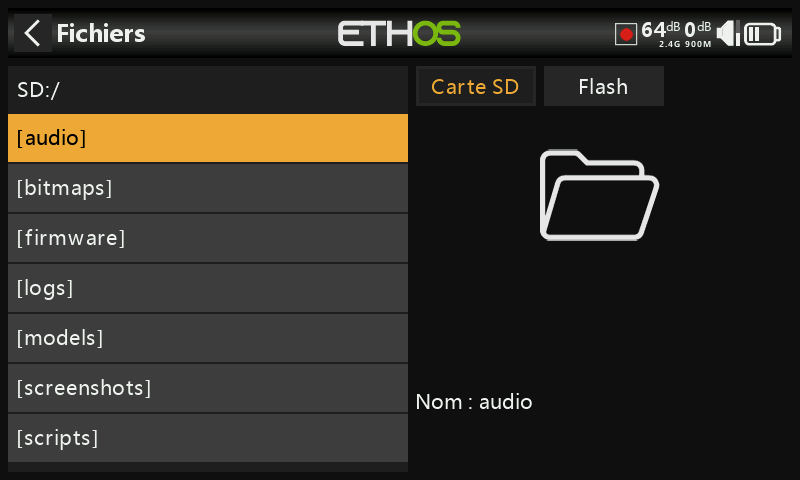 Fichiers
ETHOS
64dB 0dB
2.4G 900M
SD:/
[audio]
[bitmaps]
[firmware]
[logs]
[models]
[screenshots]
[scripts]
Carte SD
Flash
Nom : audio